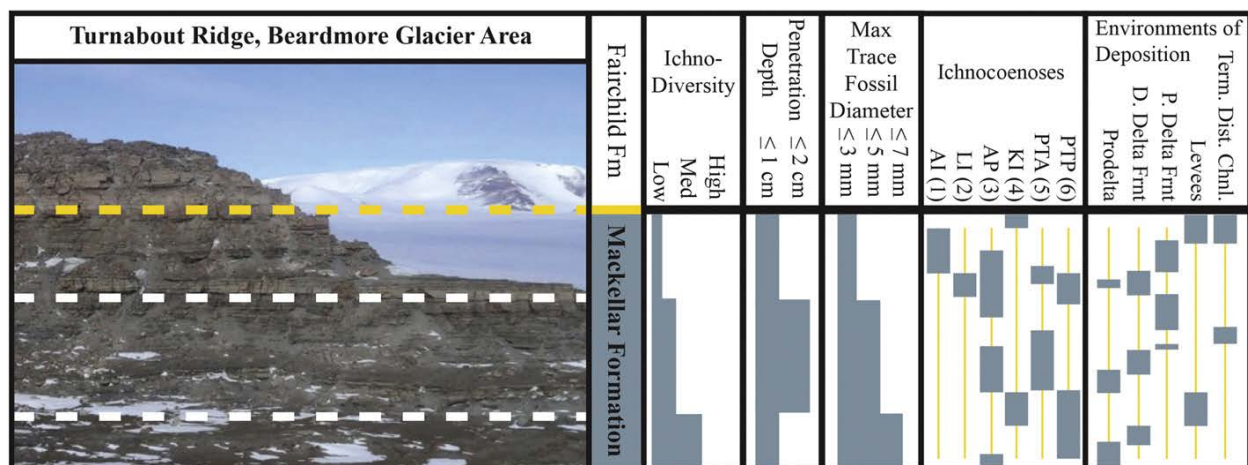 Turnabout Ridge, Beardmore Glacier Area
Fairchild Fm
Mackellar Formation
Ichno-
Diversity
Low
Med
High
Penetration
Depth
≤ 1 cm
≤ 2 cm
Max
Trace
Fossil
Diameter
≤ 3 mm
≤ 5 mm
≤ 7 mm
Ichnocoenoses
AI (1)
LI (2)
AP (3)
KI (4)
PTA (5)
PTP (6)
Environments of
Deposition
Prodelta
D. Delta Frnt
P. Delta Frnt
Levees
Term. Dist. Chnl.